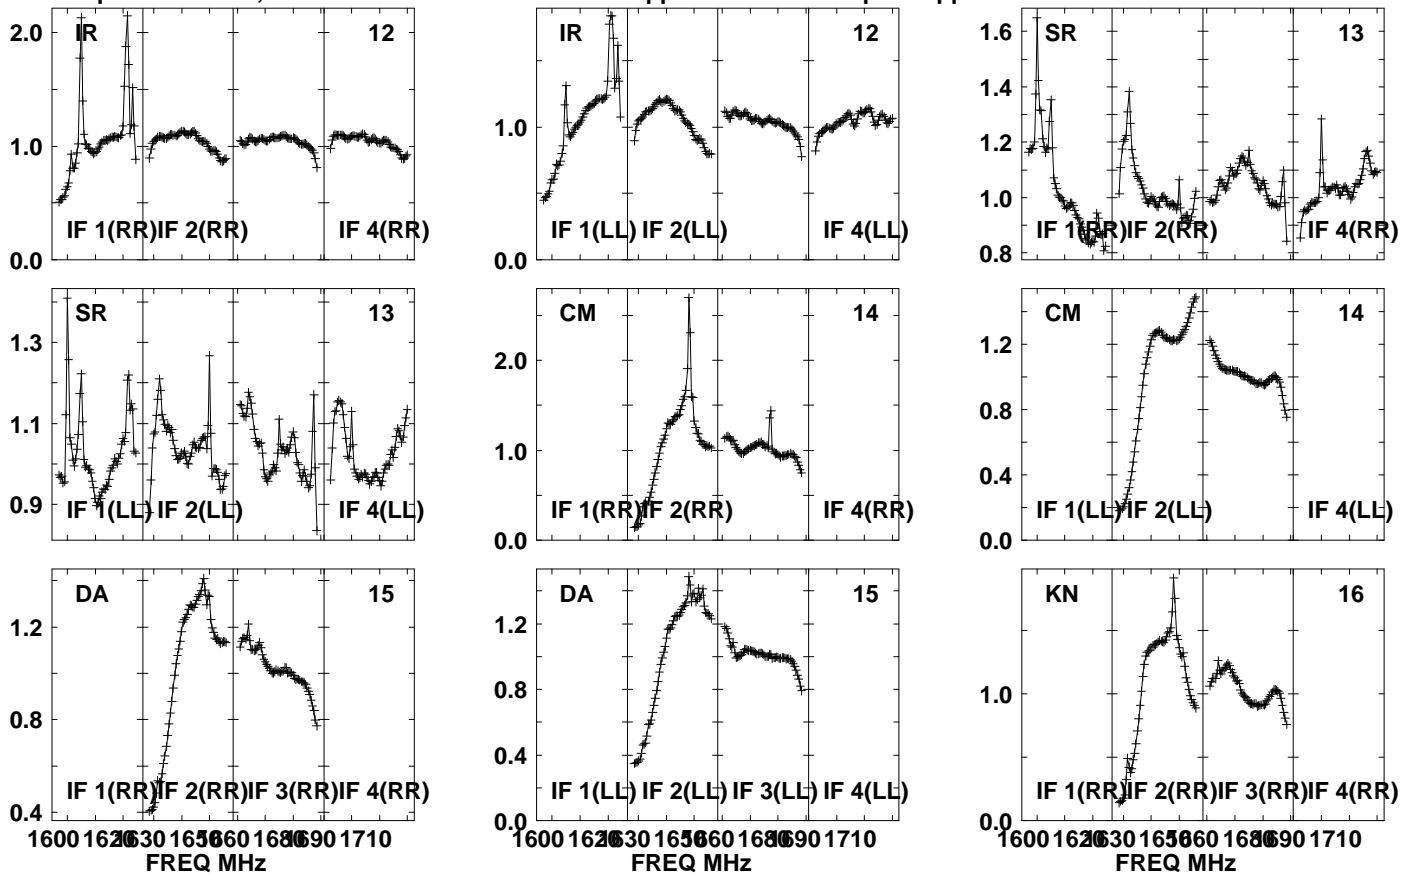 IR 12
2.0
1.0
0.0
IF 1(RR) IF 2(RR) IF 4(RR)
IR 12
1.0
0.0
IF 1(LL) IF 2(LL) IF 4(LL)
SR 13
1.6
1.4
1.2
1.0
0.8
IF 1(RR) IF 2(RR) IF 4(RR)
SR 13
1.3
1.1
0.9
IF 1(LL) IF 2(LL) IF 4(LL)
CM 14
2.0
1.0
0.0
IF 1(RR) IF 2(RR) IF 4(RR)
CM 14
1.2
0.8
0.4
0.0
IF 1(LL) IF 2(LL) IF 4(LL)
DA 15
1.2
0.8
0.4
IF 1(RR) IF 2(RR) IF 3(RR) IF 4(RR)
1600 1620 1630 1650 1660 1680 1690 1710
FREQ MHz
DA 15
1.2
0.8
0.4
0.0
IF 1(LL) IF 2(LL) IF 3(LL) IF 4(LL)
1600 1620 1630 1650 1660 1680 1690 1710
KN 16
1.0
0.0
IF 1(RR) IF 2(RR) IF 3(RR) IF 4(RR)
1600 1620 1630 1650 1660 1680 1690 1710
FREQ MHz